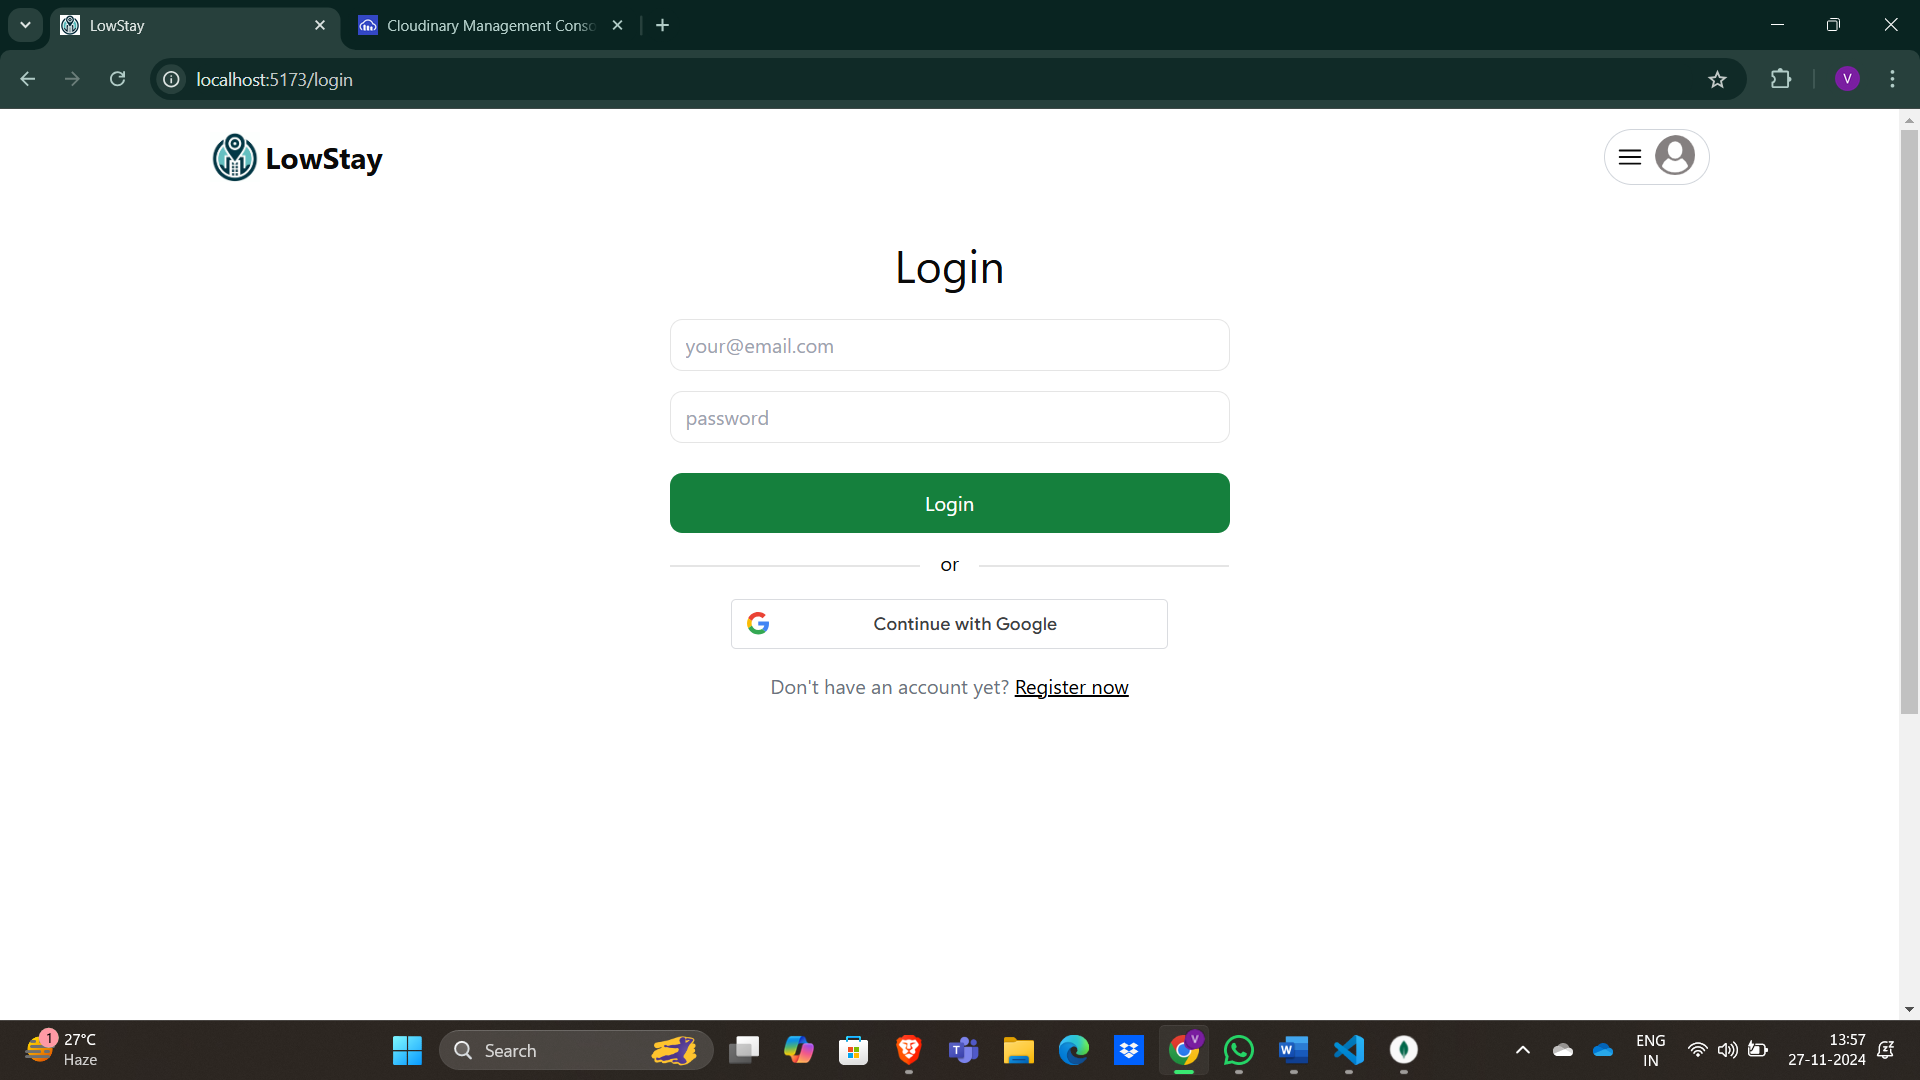 LowStay
Cloudinary Management Conso
V
localhost:5173/login
LowStay
Login
your@email.com
password
Login
or
Continue with Google
Don't have an account yet? Register now
1
27°C
Haze
Search
V
ENG
IN
13:57
27-11-2024